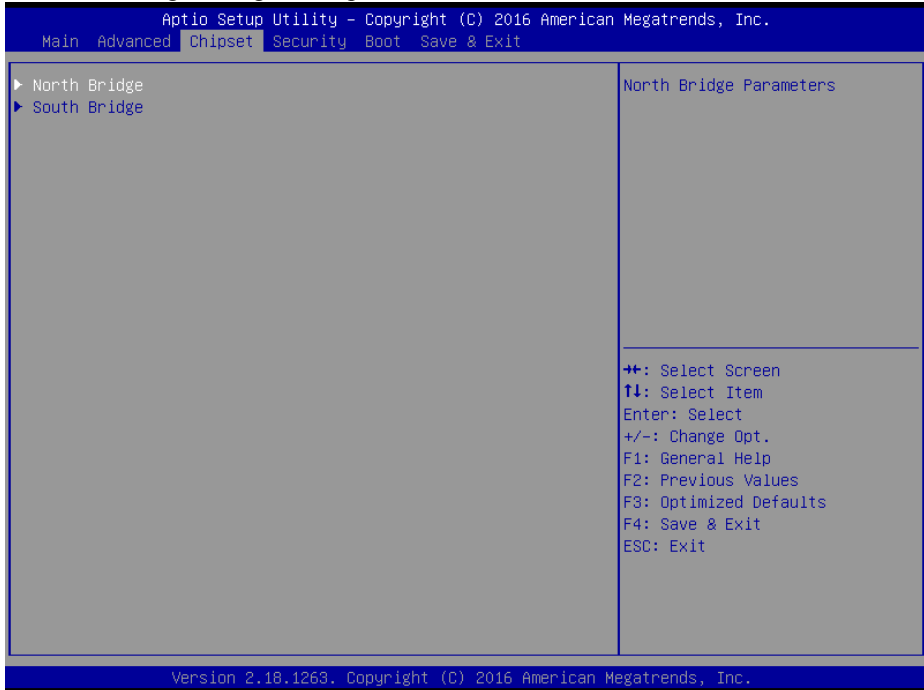 Aptio Setup Utility – Copyright (C) 2016 American Megatrends, Inc.
Main Advanced Chipset Security Boot Save & Exit
▶ North Bridge
▶ South Bridge
North Bridge Parameters
→←: Select Screen
↑↓: Select Item
Enter: Select
+/-: Change Opt.
F1: General Help
F2: Previous Values
F3: Optimized Defaults
F4: Save & Exit
ESC: Exit
Version 2.18.1263. Copyright (C) 2016 American Megatrends, Inc.